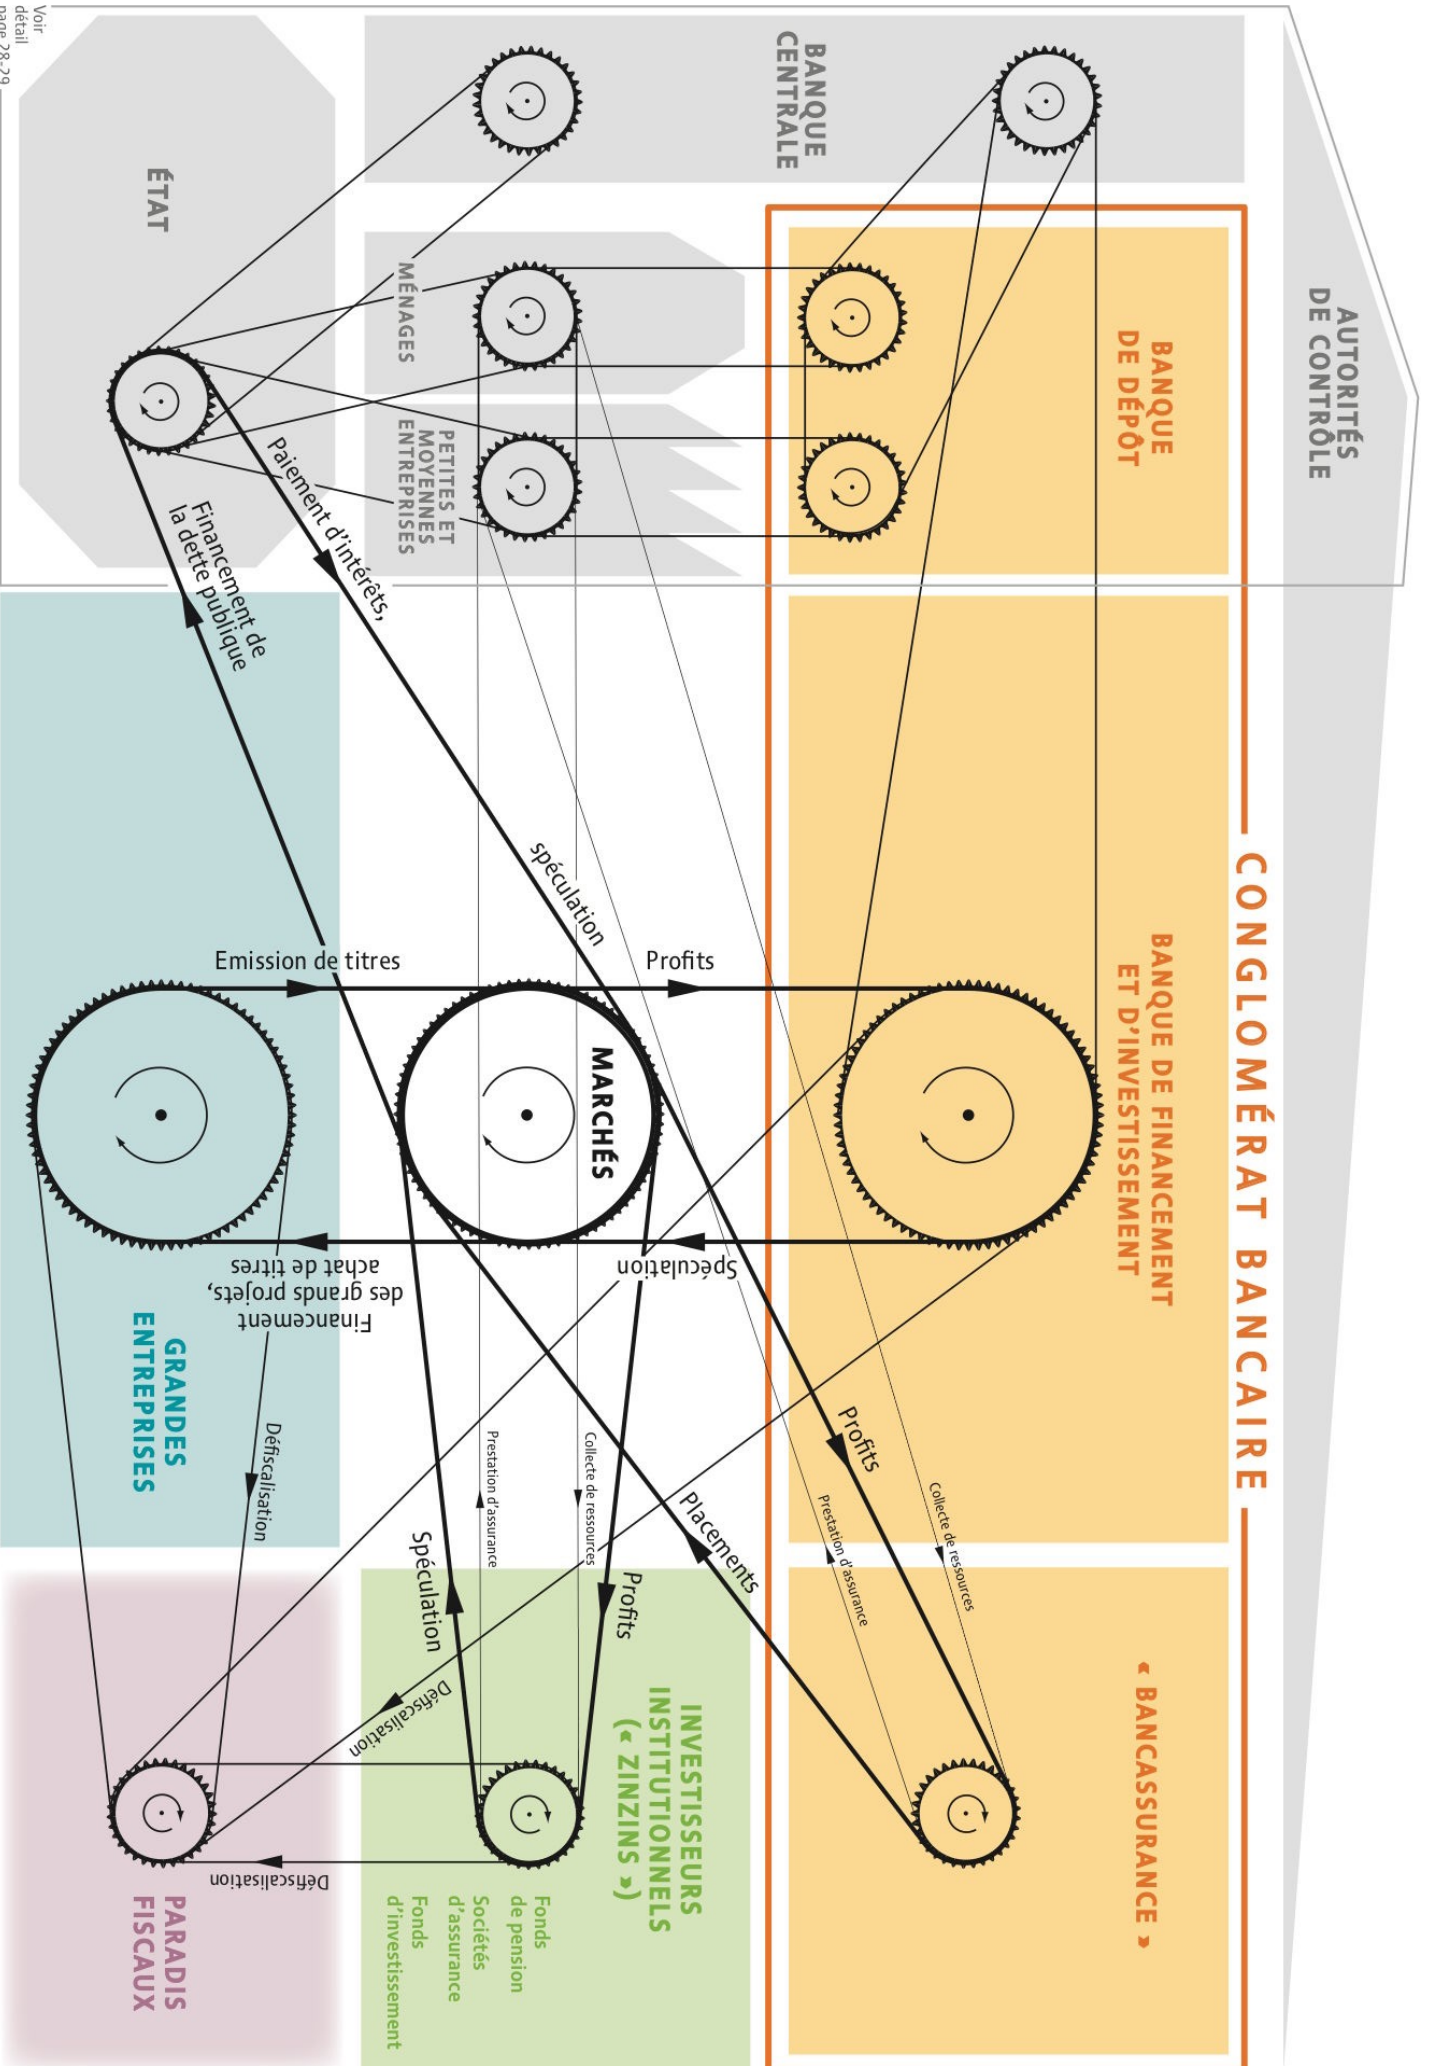 AUTORITÉS
DE CONTRÔLE
CONGLOMÉRAT BANCAIRE
BANQUE
DE DÉPÔT
BANQUE DE FINANCEMENT
ET D'INVESTISSEMENT
« BANCASSURANCE »
BANQUE
CENTRALE
Collecte de ressources
Prestation d'assurance
Profits
Placements
Profits
Spéculation
MÉNAGES
PETITES ET
MOYENNES
ENTREPRISES
MARCHÉS
spéculation
Paiement d'intérêts,
Collecte de ressources
Prestation d'assurance
Profits
Spéculation
INVESTISSEURS
INSTITUTIONNELS
(« ZINZINS »)
Fonds
de pension
Sociétés
d'assurance
Fonds
d'investissement
Défiscalisation
Emission de titres
Financement
des grands projets,
achat de titres
Financement de
la dette publique
ÉTAT
Défiscalisation
Défiscalisation
GRANDES
ENTREPRISES
PARADIS
FISCAUX
Voir
détail
page 28-29